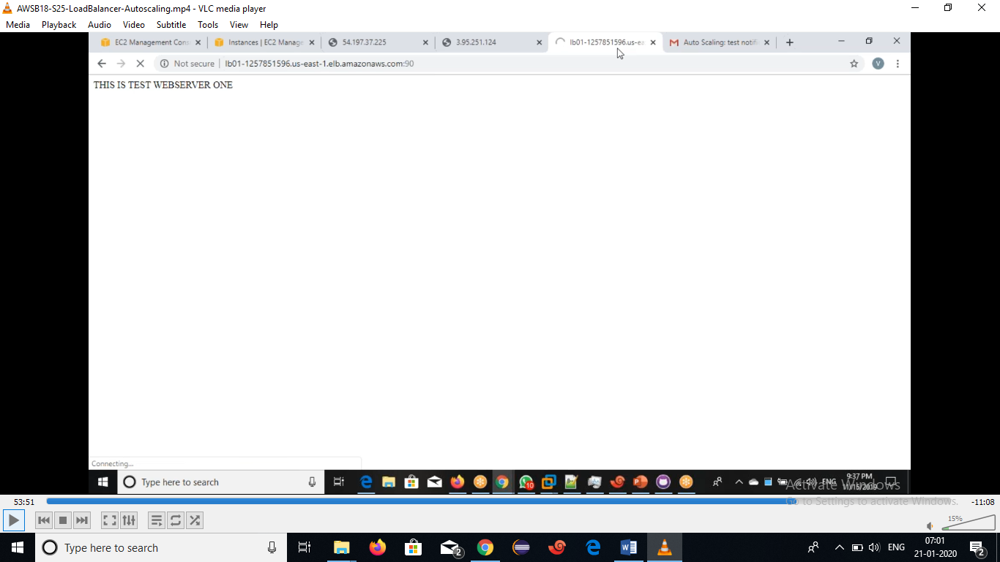 AWSB18-S25-LoadBalancer-Autoscaling.mp4 - VLC media player
Media Playback Audio Video Subtitle Tools View Help
EC2 Management Cons Instances | EC2 Manage 54.197.37.225 3.95.251.124 lb01-1257851596.us-ea Auto Scaling: test notifi
Not secure lb01-1257851596.us-east-1.elb.amazonaws.com:90 V
THIS IS TEST WEBSERVER ONE
Connecting...
Type here to search 10 ENG 9:37 PM
11/15/2019
Activate Windows
Go to Settings to activate Windows.
53:51 -11:08
15%
Type here to search 2 ENG 07:01
21-01-2020 2